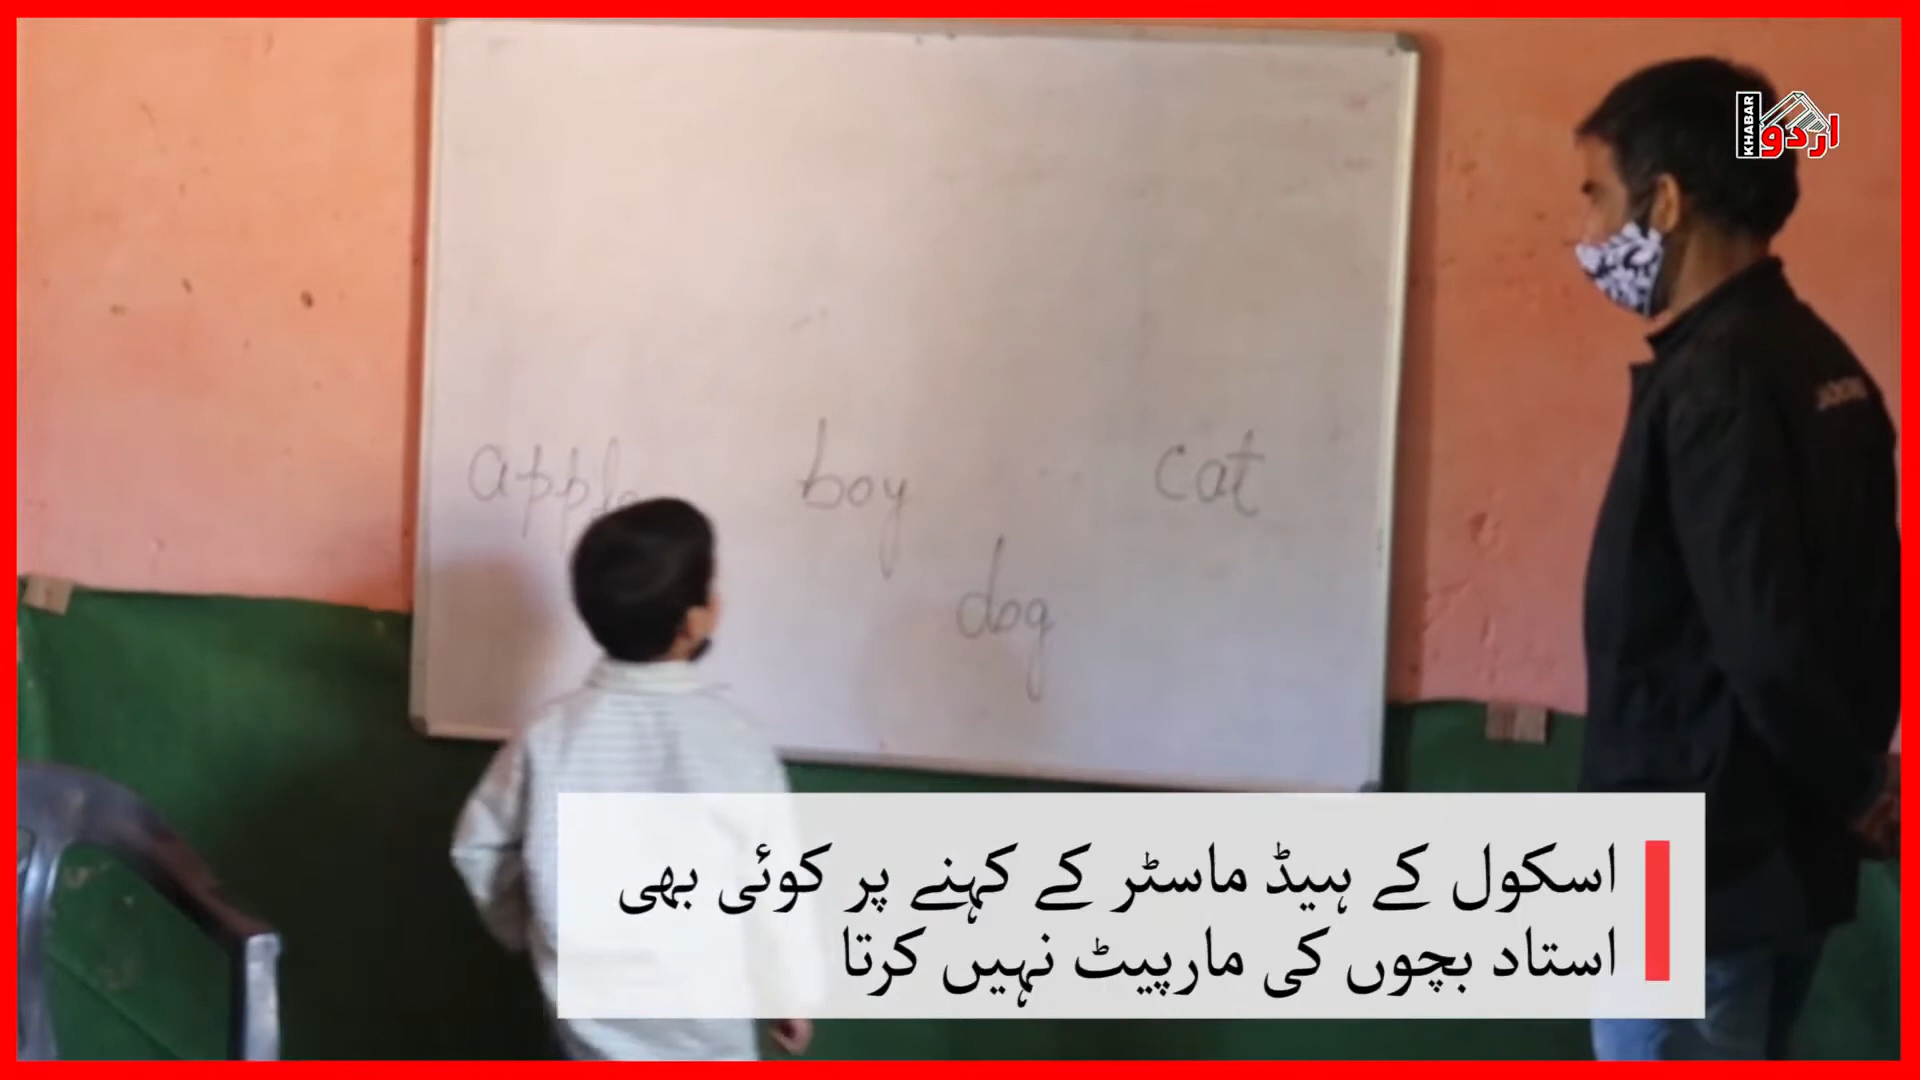 KHABAR
اردو
apple
boy
cat
dog
اسکول کے ہیڈ ماسٹر کے کہنے پر کوئی بھی
استاد بچوں کی مارپیٹ نہیں کرتا